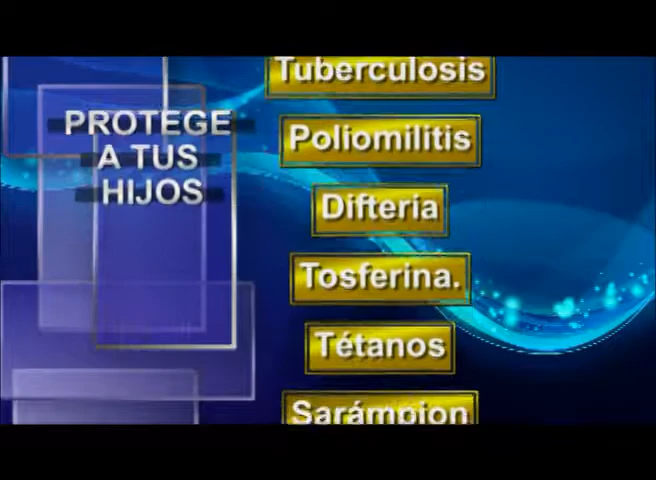 PROTEGE
A TUS
HIJOS
Tuberculosis
Poliomilitis
Difteria
Tosferina.
Tétanos
Sarámpion